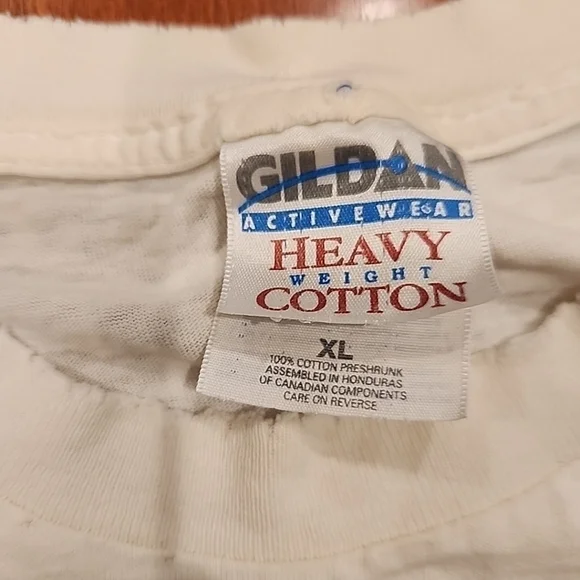 GILDAN
ACTIVEWEAR
HEAVY
WEIGHT
COTTON
XL
100% COTTON PRESHRUNK
ASSEMBLED IN HONDURAS
OF CANADIAN COMPONENTS
CARE ON REVERSE